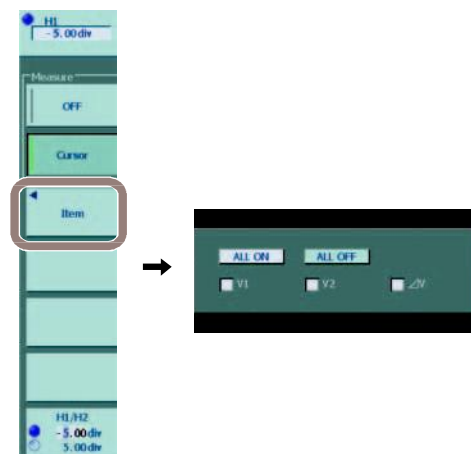 H1
-5.00div
Measure
OFF
Cursor
Item
ALL ON
ALL OFF
V1
V2
⊿V
H1/H2
-5.00div
5.00div